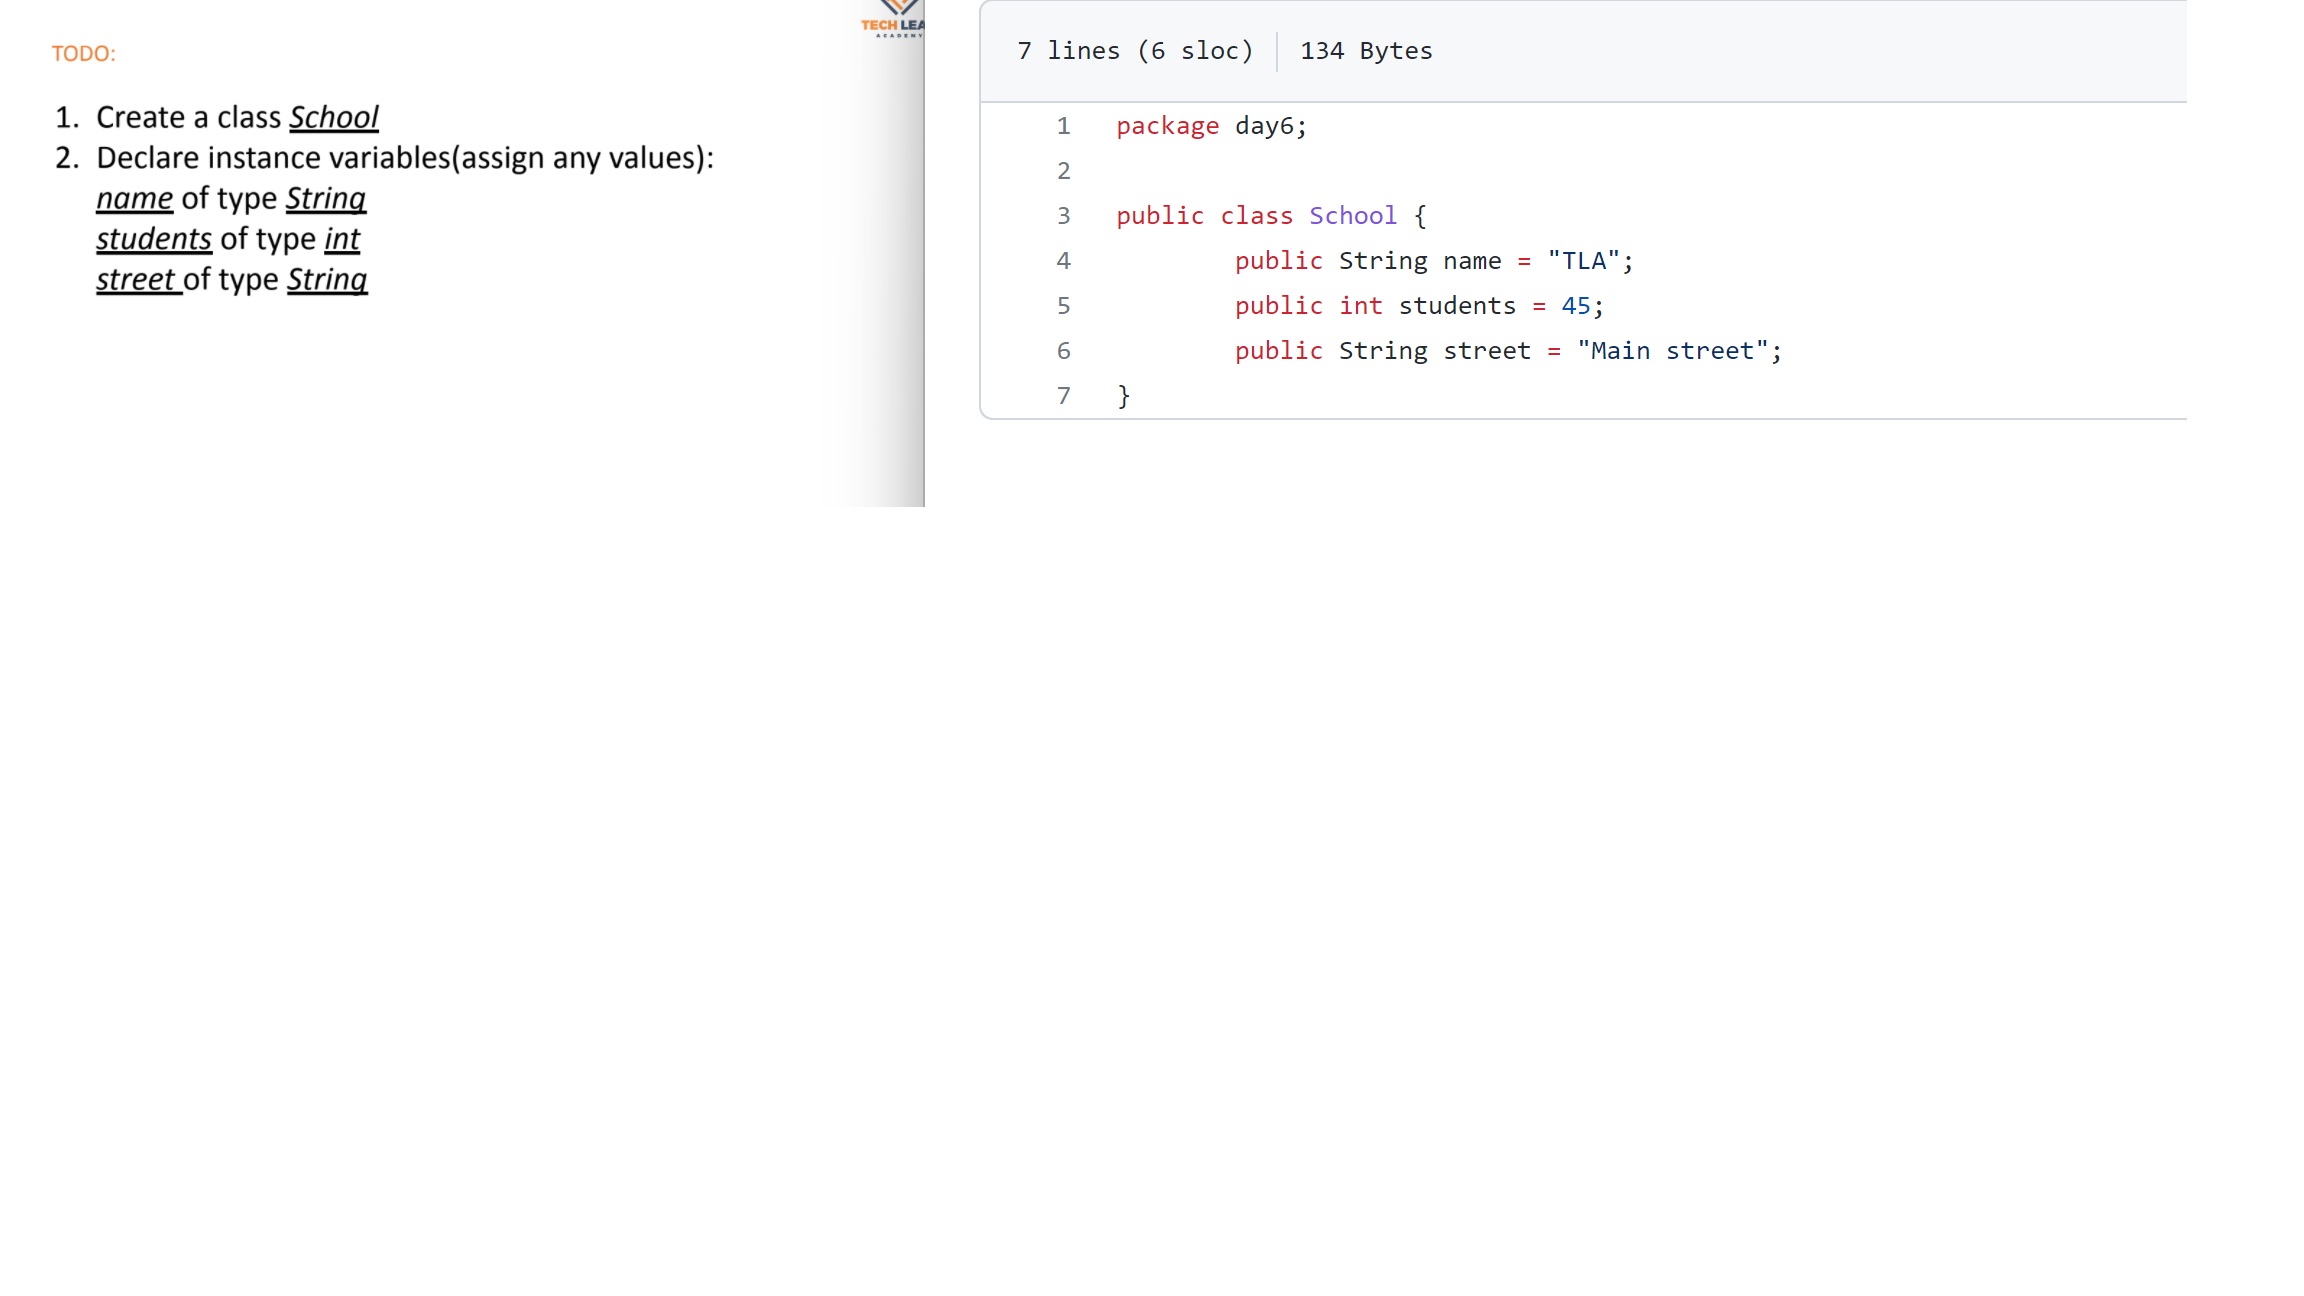 TECH LEA
ACADEMY
TODO:
1. Create a class School
2. Declare instance variables(assign any values):
name of type String
students of type int
street of type String
7 lines (6 sloc) 134 Bytes
1 package day6;
2
3 public class School {
4 public String name = "TLA";
5 public int students = 45;
6 public String street = "Main street";
7 }